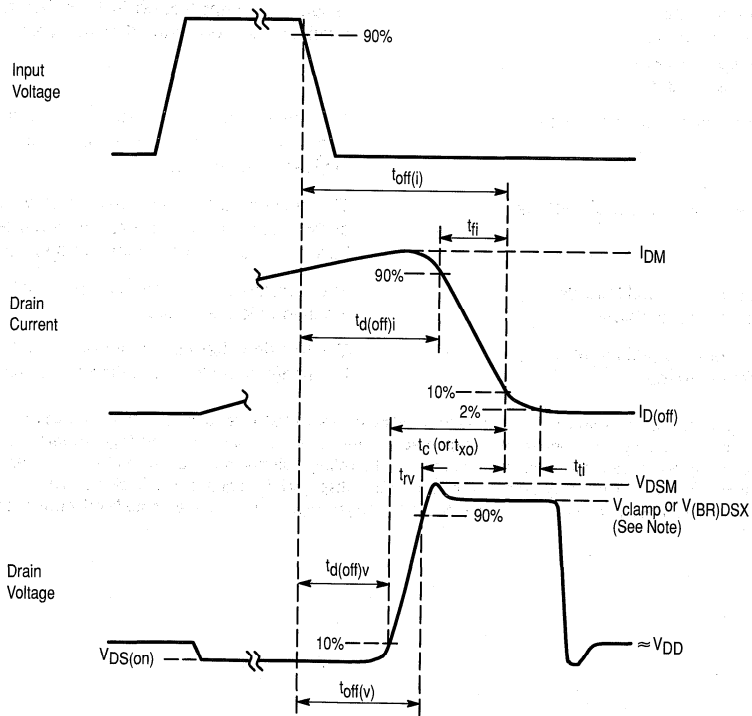 90%
Input
Voltage
t_off(i)
t_fi
I_DM
90%
Drain
Current
t_d(off)i
10%
2%
I_D(off)
t_c (or t_xo)
t_rv
t_ti
V_DSM
V_clamp or V_(BR)DSX
(See Note)
90%
Drain
Voltage
t_d(off)v
10%
V_DS(on)
≈V_DD
t_off(v)